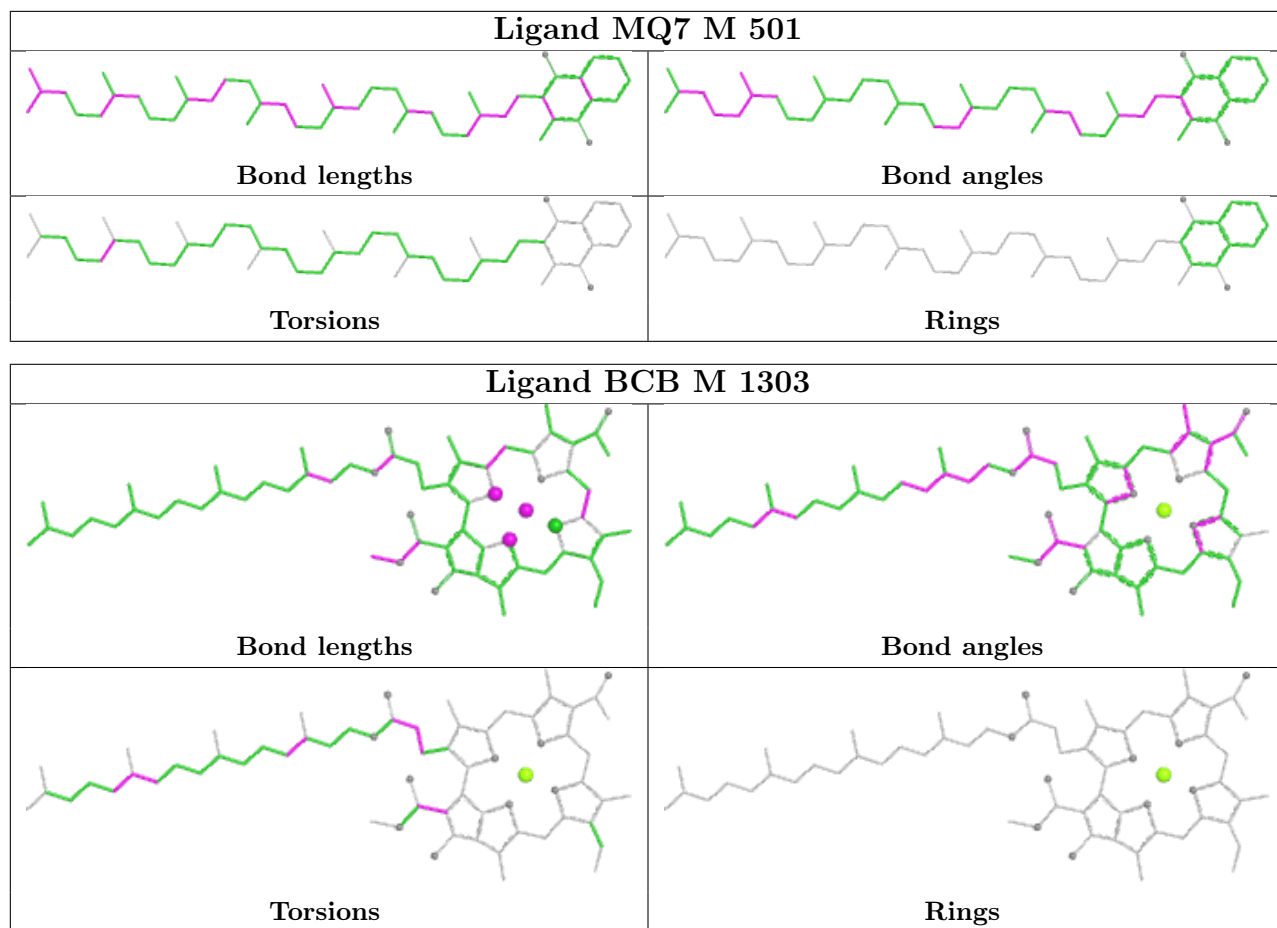 Ligand MQ7 M 501
Bond lengths
Bond angles
Torsions
Rings
Ligand BCB M 1303
Bond lengths
Bond angles
Torsions
Rings